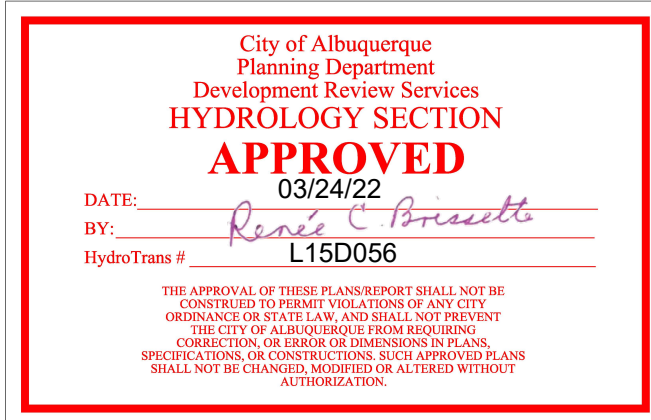 City of Albuquerque
Planning Department
Development Review Services
HYDROLOGY SECTION
APPROVED
DATE: 03/24/22
BY: Renée C. Brissette
HydroTrans # L15D056
THE APPROVAL OF THESE PLANS/REPORT SHALL NOT BE
CONSTRUED TO PERMIT VIOLATIONS OF ANY CITY
ORDINANCE OR STATE LAW, AND SHALL NOT PREVENT
THE CITY OF ALBUQUERQUE FROM REQUIRING
CORRECTION, OR ERROR OR DIMENSIONS IN PLANS,
SPECIFICATIONS, OR CONSTRUCTIONS. SUCH APPROVED PLANS
SHALL NOT BE CHANGED, MODIFIED OR ALTERED WITHOUT
AUTHORIZATION.